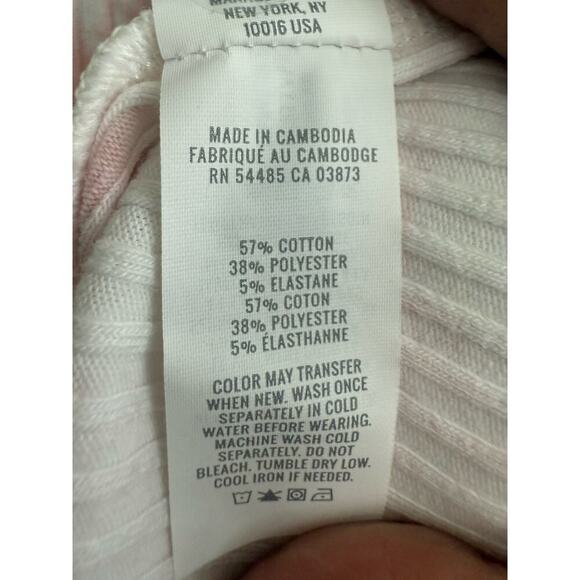 NEW YORK, NY
10016 USA
MADE IN CAMBODIA
FABRIQUÉ AU CAMBODGE
RN 54485 CA 03873
57% COTTON
38% POLYESTER
5% ELASTANE
57% COTON
38% POLYESTER
5% ÉLASTHANNE
COLOR MAY TRANSFER
WHEN NEW. WASH ONCE
SEPARATELY IN COLD
WATER BEFORE WEARING.
MACHINE WASH COLD
SEPARATELY. DO NOT
BLEACH. TUMBLE DRY LOW.
COOL IRON IF NEEDED.